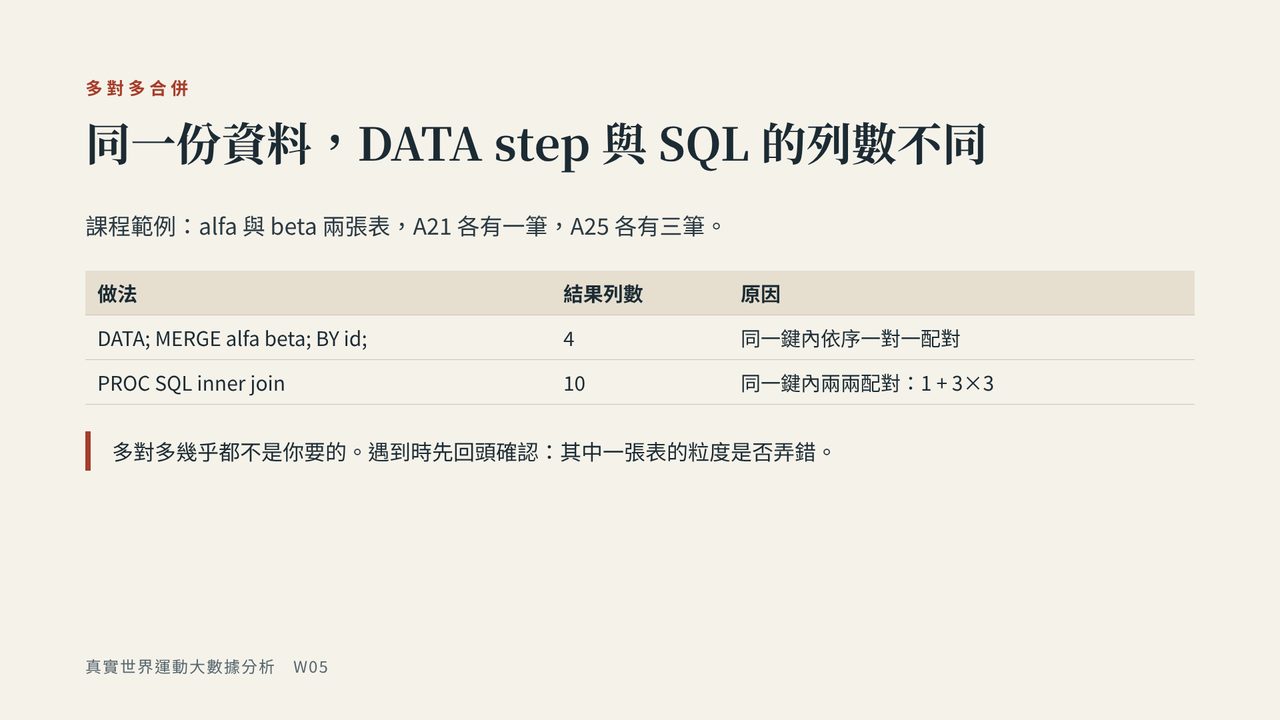 多對多合併
同一份資料，DATA step 與 SQL 的列數不同
課程範例：alfa 與 beta 兩張表，A21 各有一筆，A25 各有三筆。
做法 結果列數 原因
DATA; MERGE alfa beta; BY id; 4 同一鍵內依序一對一配對
PROC SQL inner join 10 同一鍵內兩兩配對：1 + 3×3
多對多幾乎都不是你要的。遇到時先回頭確認：其中一張表的粒度是否弄錯。
真實世界運動大數據分析 W05